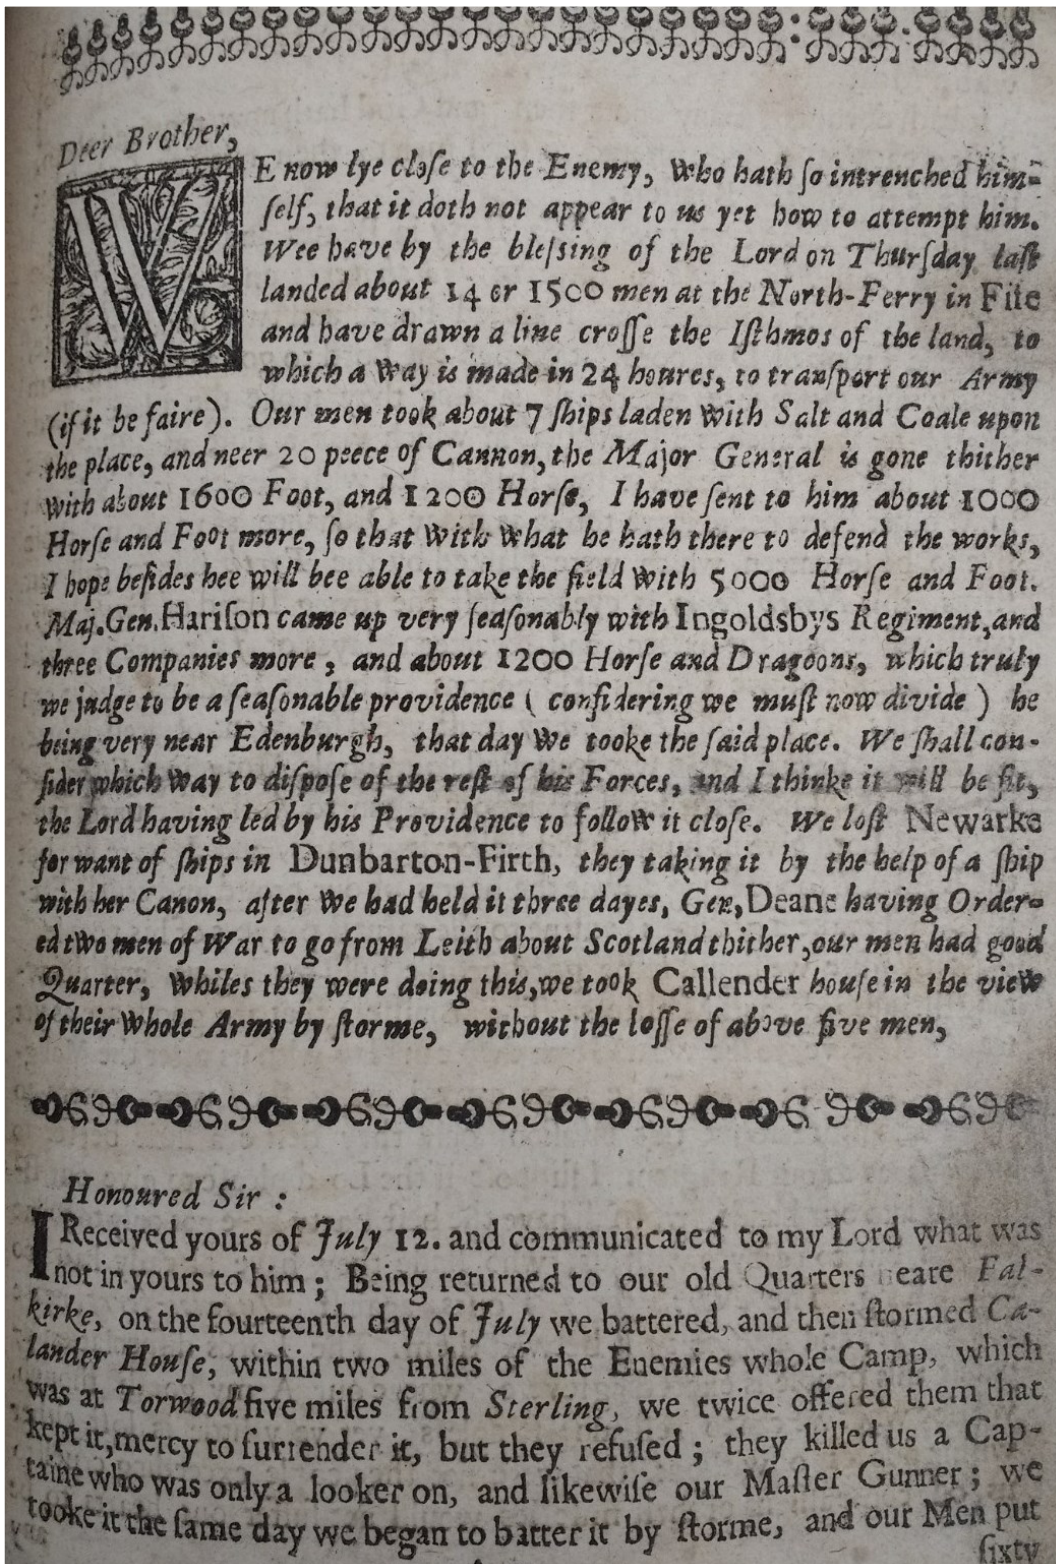 Deer Brother,
WE now lye close to the Enemy, who hath ſo intrenched him-
ſelf, that it doth not appear to us yet how to attempt him.
Wee have by the bleſsing of the Lord on Thurſday laſt
landed about 14 or 1500 men at the North-Ferry in Fife
and have drawn a line croſſe the Iſthmos of the land, to
which a way is made in 24 houres, to tranſport our Army
(if it be faire). Our men took about 7 ſhips laden with Salt and Coale upon
the place, and neer 20 peece of Cannon, the Major General is gone thither
with about 1600 Foot, and 1200 Horſe, I have ſent to him about 1000
Horſe and Foot more, ſo that with what he hath there to defend the works,
I hope beſides hee will bee able to take the field with 5000 Horſe and Foot.
Maj. Gen. Hariſon came up very ſeaſonably with Ingoldsbys Regiment, and
three Companies more, and about 1200 Horſe and Dragoons, which truly
we judge to be a ſeaſonable providence ( conſidering we muſt now divide ) he
being very near Edenburgh, that day we tooke the ſaid place. We ſhall con-
ſider which way to diſpoſe of the reſt of his Forces, and I thinke it will be fit,
the Lord having led by his Providence to follow it cloſe. We loſt Newarke
for want of ſhips in Dunbarton-Firth, they taking it by the help of a ſhip
with her Canon, after we had held it three dayes, Gen, Deane having Order-
ed two men of War to go from Leith about Scotland thither, our men had good
Quarter, whiles they were doing this, we took Callender houſe in the view
of their whole Army by ſtorme, without the loſſe of above five men,
Honoured Sir :
I Received yours of July 12. and communicated to my Lord what was
not in yours to him ; Being returned to our old Quarters neare Fal-
kirke, on the fourteenth day of July we battered, and then ſtormed Ca-
lander Houſe, within two miles of the Enemies whole Camp, which
was at Torwood five miles from Sterling, we twice offered them that
kept it, mercy to ſurrender it, but they refuſed ; they killed us a Cap-
taine who was only a looker on, and likewiſe our Maſter Gunner ; we
tooke it the ſame day we began to batter it by ſtorme, and our Men put
ſixty